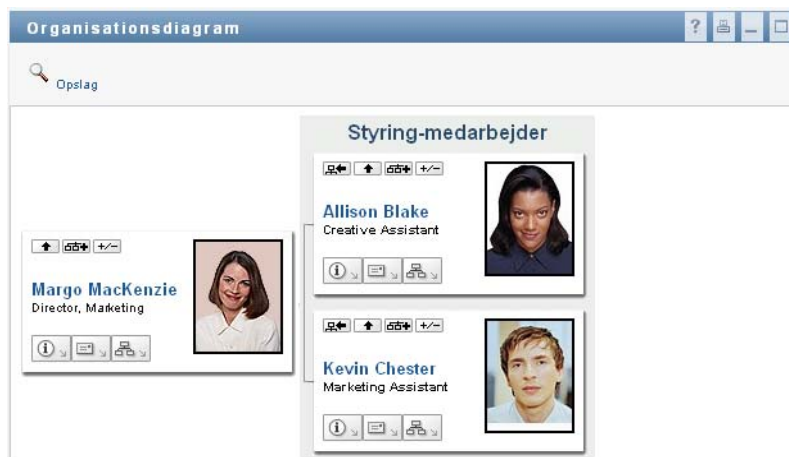 Organisationsdiagram
?
Opslag
Styring-medarbejder
+/-
Allison Blake
Creative Assistant
+/-
Margo MacKenzie
Director, Marketing
+/-
Kevin Chester
Marketing Assistant